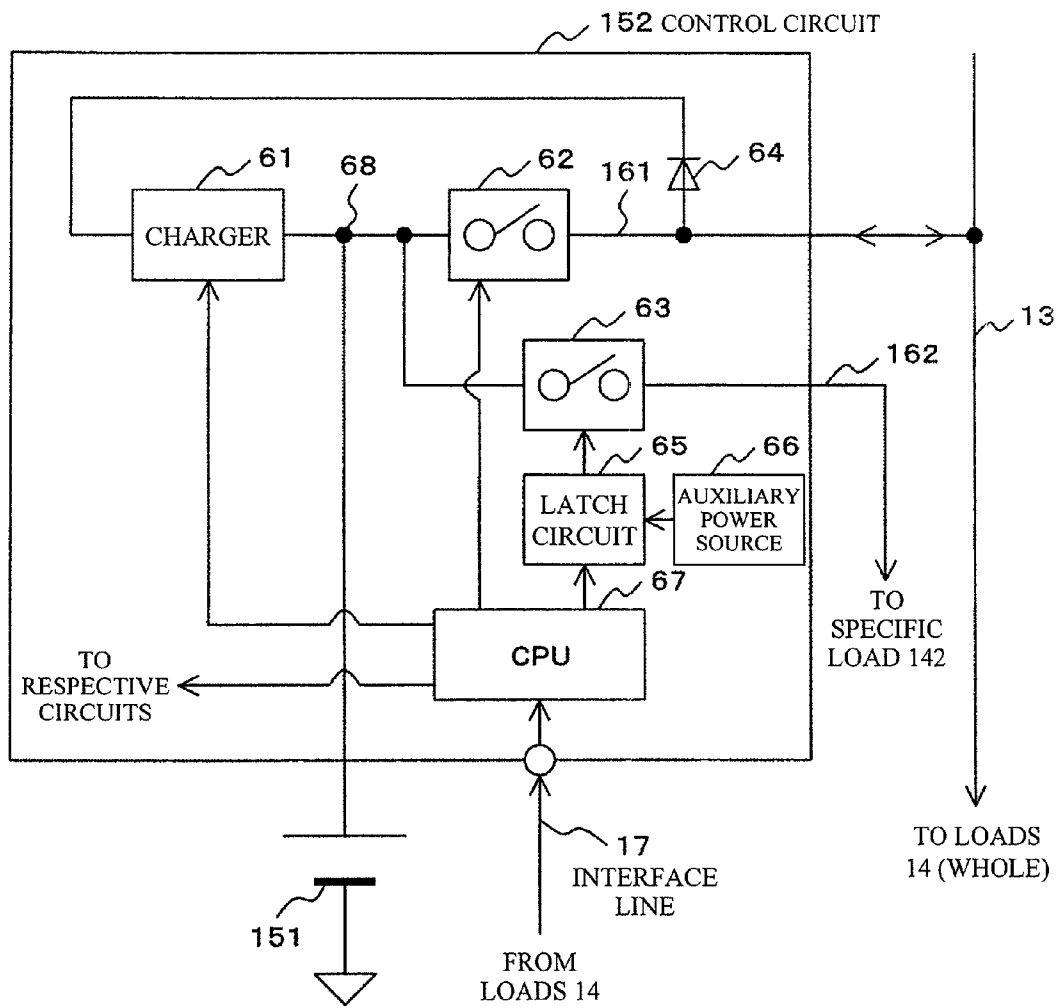 152 CONTROL CIRCUIT
61
68
62
161
64
CHARGER
63
13
162
65
66
LATCH
CIRCUIT
AUXILIARY
POWER
SOURCE
67
CPU
TO
RESPECTIVE
CIRCUITS
TO
SPECIFIC
LOAD 142
17
INTERFACE
LINE
TO LOADS
14 (WHOLE)
151
FROM
LOADS 14